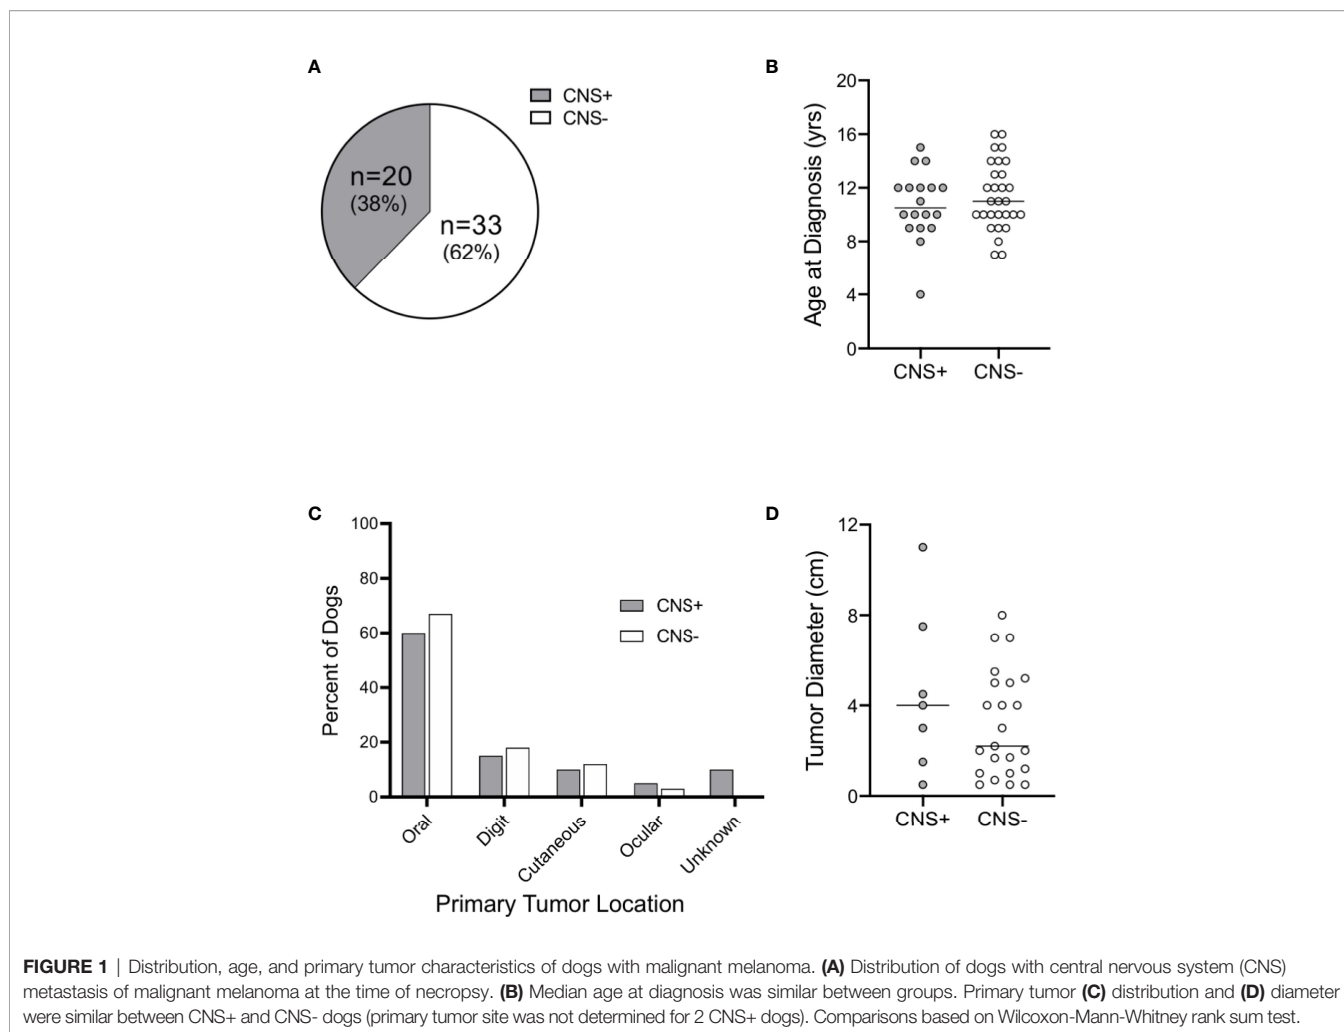 A
CNS+
CNS-
n=20
(38%)
n=33
(62%)
B
Age at Diagnosis (yrs)
20
16
12
8
4
0
CNS+
CNS-
C
Percent of Dogs
100
80
60
40
20
0
CNS+
CNS-
Oral
Digit
Cutaneous
Ocular
Unknown
Primary Tumor Location
D
Tumor Diameter (cm)
12
8
4
0
CNS+
CNS-
FIGURE 1 | Distribution, age, and primary tumor characteristics of dogs with malignant melanoma. (A) Distribution of dogs with central nervous system (CNS)
metastasis of malignant melanoma at the time of necropsy. (B) Median age at diagnosis was similar between groups. Primary tumor (C) distribution and (D) diameter
were similar between CNS+ and CNS- dogs (primary tumor site was not determined for 2 CNS+ dogs). Comparisons based on Wilcoxon-Mann-Whitney rank sum test.